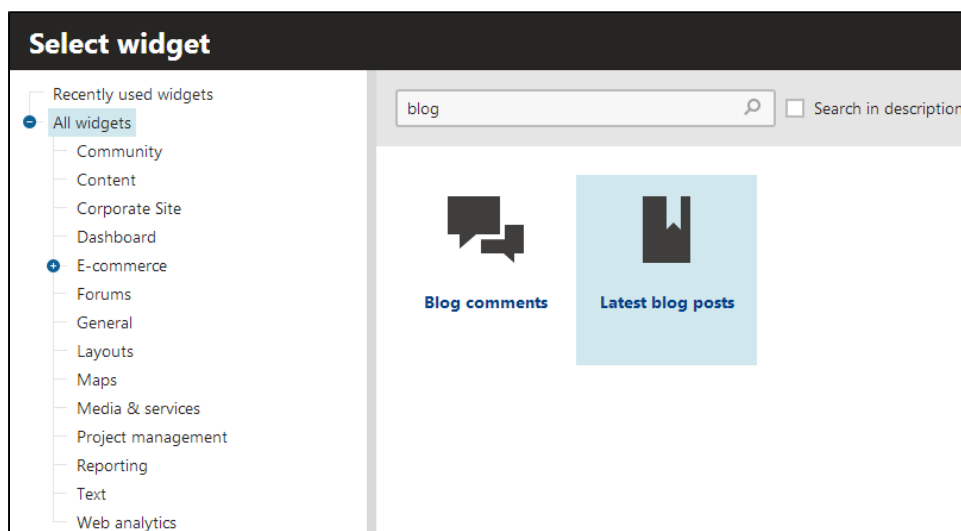 Select widget
Recently used widgets
All widgets
Community
Content
Corporate Site
Dashboard
E-commerce
Forums
General
Layouts
Maps
Media & services
Project management
Reporting
Text
Web analytics
blog
Search in description
Blog comments
Latest blog posts